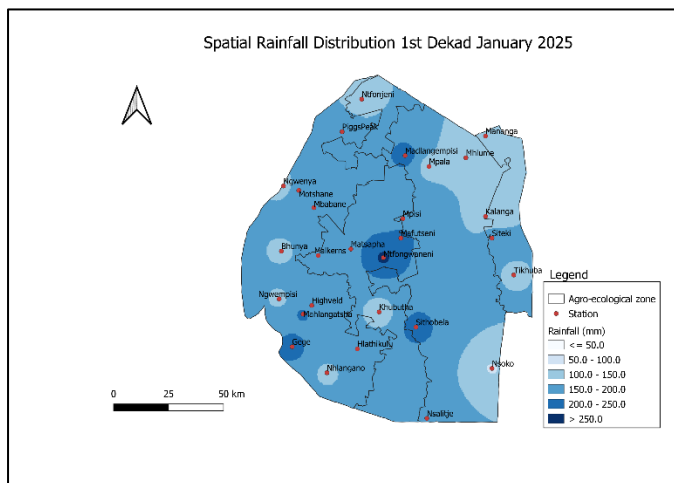 Spatial Rainfall Distribution 1st Dekad January 2025
Ntfonjeni
PiggsPeak
Mananga
Madlangempisi
Mhlume
Mpala
Ngwenya
Motshane
Mbabane
Kalanga
Mpisi
Mafutseni
Siteki
Bhunya
Malkerns
Matsapha
Ntfongwaneni
Tikhuba
Ngwempisi
Highveld
Mahlangatsha
Khubutha
Sithobela
Gege
Hlathikulu
Nhlangano
Nsoko
Nsalitje
Legend
Agro-ecological zone
Station
Rainfall (mm)
<= 50.0
50.0 - 100.0
100.0 - 150.0
150.0 - 200.0
200.0 - 250.0
> 250.0
0 25 50 km